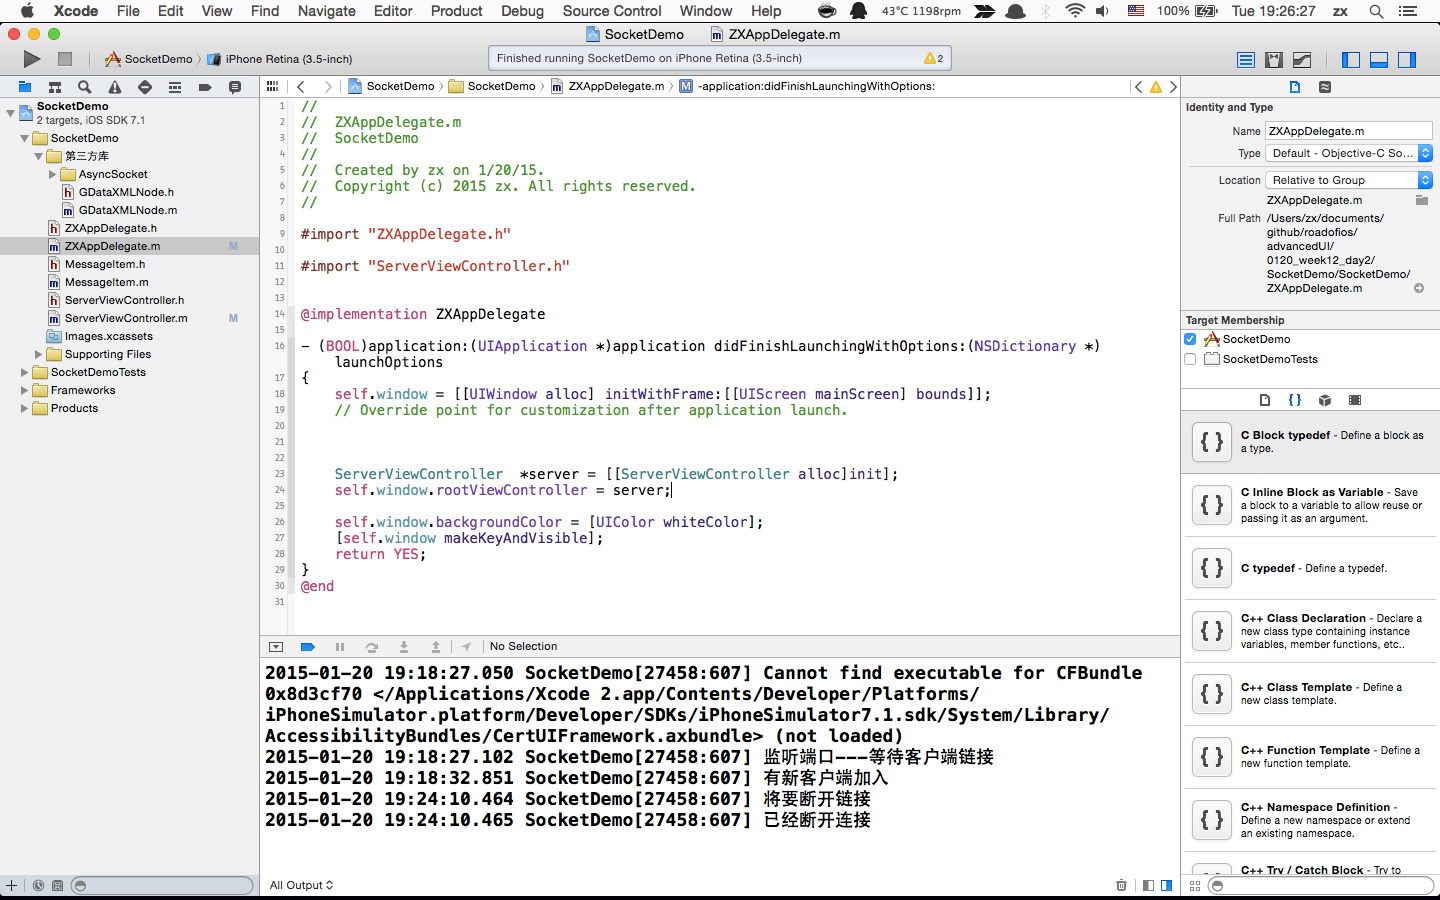 Xcode File Edit View Find Navigate Editor Product Debug Source Control Window Help 43°C 1198rpm 100% Tue 19:26:27 zx
SocketDemo ZXAppDelegate.m
SocketDemo iPhone Retina (3.5-inch)
Finished running SocketDemo on iPhone Retina (3.5-inch) 2
SocketDemo
2 targets, iOS SDK 7.1
SocketDemo
第三方库
AsyncSocket
GDataXMLNode.h
GDataXMLNode.m
ZXAppDelegate.h
ZXAppDelegate.m M
MessageItem.h
MessageItem.m
ServerViewController.h
ServerViewController.m M
Images.xcassets
Supporting Files
SocketDemoTests
Frameworks
Products
SocketDemo SocketDemo ZXAppDelegate.m M -application:didFinishLaunchingWithOptions:
1 //
2 //  ZXAppDelegate.m
3 //  SocketDemo
4 //
5 //  Created by zx on 1/20/15.
6 //  Copyright (c) 2015 zx. All rights reserved.
7 //
8
9 #import "ZXAppDelegate.h"
10
11 #import "ServerViewController.h"
12
13
14 @implementation ZXAppDelegate
15
16 - (BOOL)application:(UIApplication *)application didFinishLaunchingWithOptions:(NSDictionary *)
launchOptions
17 {
18     self.window = [[UIWindow alloc] initWithFrame:[[UIScreen mainScreen] bounds]];
19     // Override point for customization after application launch.
20
21
22
23     ServerViewController  *server = [[ServerViewController alloc]init];
24     self.window.rootViewController = server;
25
26     self.window.backgroundColor = [UIColor whiteColor];
27     [self.window makeKeyAndVisible];
28     return YES;
29 }
30 @end
31
No Selection
2015-01-20 19:18:27.050 SocketDemo[27458:607] Cannot find executable for CFBundle
0x8d3cf70 </Applications/Xcode 2.app/Contents/Developer/Platforms/
iPhoneSimulator.platform/Developer/SDKs/iPhoneSimulator7.1.sdk/System/Library/
AccessibilityBundles/CertUIFramework.axbundle> (not loaded)
2015-01-20 19:18:27.102 SocketDemo[27458:607] 监听端口---等待客户端链接
2015-01-20 19:18:32.851 SocketDemo[27458:607] 有新客户端加入
2015-01-20 19:24:10.464 SocketDemo[27458:607] 将要断开链接
2015-01-20 19:24:10.465 SocketDemo[27458:607] 已经断开连接
All Output
Identity and Type
Name ZXAppDelegate.m
Type Default - Objective-C So...
Location Relative to Group
ZXAppDelegate.m
Full Path /Users/zx/documents/
github/roadofios/
advancedUI/
0120_week12_day2/
SocketDemo/SocketDemo/
ZXAppDelegate.m
Target Membership
SocketDemo
SocketDemoTests
{ } C Block typedef - Define a block as
a type.
{ } C Inline Block as Variable - Save
a block to a variable to allow reuse or
passing it as an argument.
{ } C typedef - Define a typedef.
{ } C++ Class Declaration - Declare a
new class type containing instance
variables, member functions, etc..
{ } C++ Class Template - Define a
new class template.
{ } C++ Function Template - Define a
new function template.
{ } C++ Namespace Definition -
Define a new namespace or extend
an existing namespace.
C++ Try / Catch Block - Try to